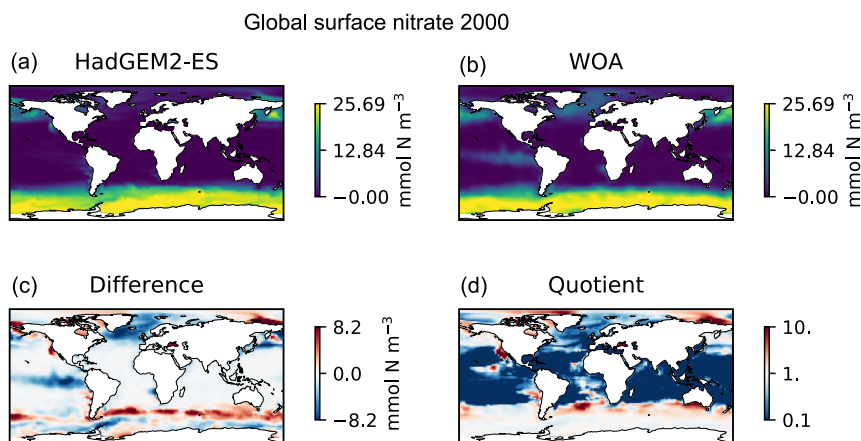 Global surface nitrate 2000
(a) HadGEM2-ES
25.69
12.84
−0.00
mmol N m⁻³
(b) WOA
25.69
12.84
−0.00
mmol N m⁻³
(c) Difference
8.2
0.0
−8.2
mmol N m⁻³
(d) Quotient
10.
1.
0.1